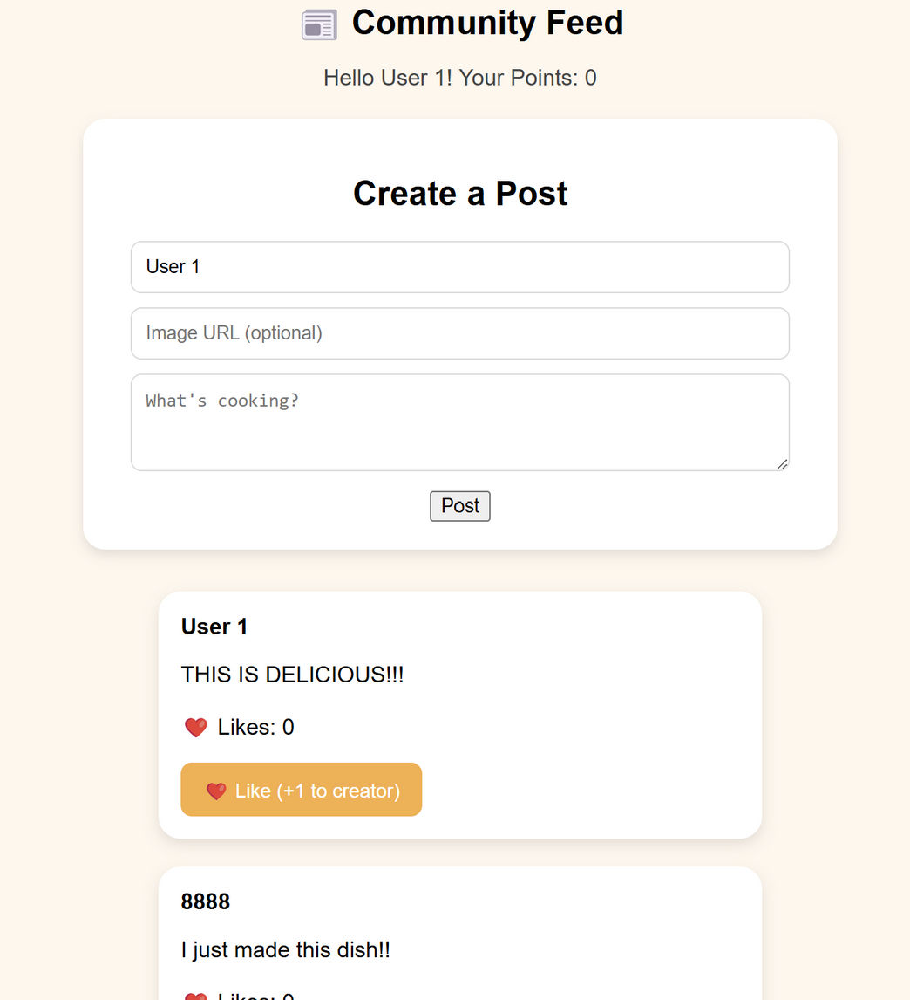 Community Feed
Hello User 1! Your Points: 0
Create a Post
User 1
Image URL (optional)
What's cooking?
Post
User 1
THIS IS DELICIOUS!!!
Likes: 0
Like (+1 to creator)
8888
I just made this dish!!
Likes: 0